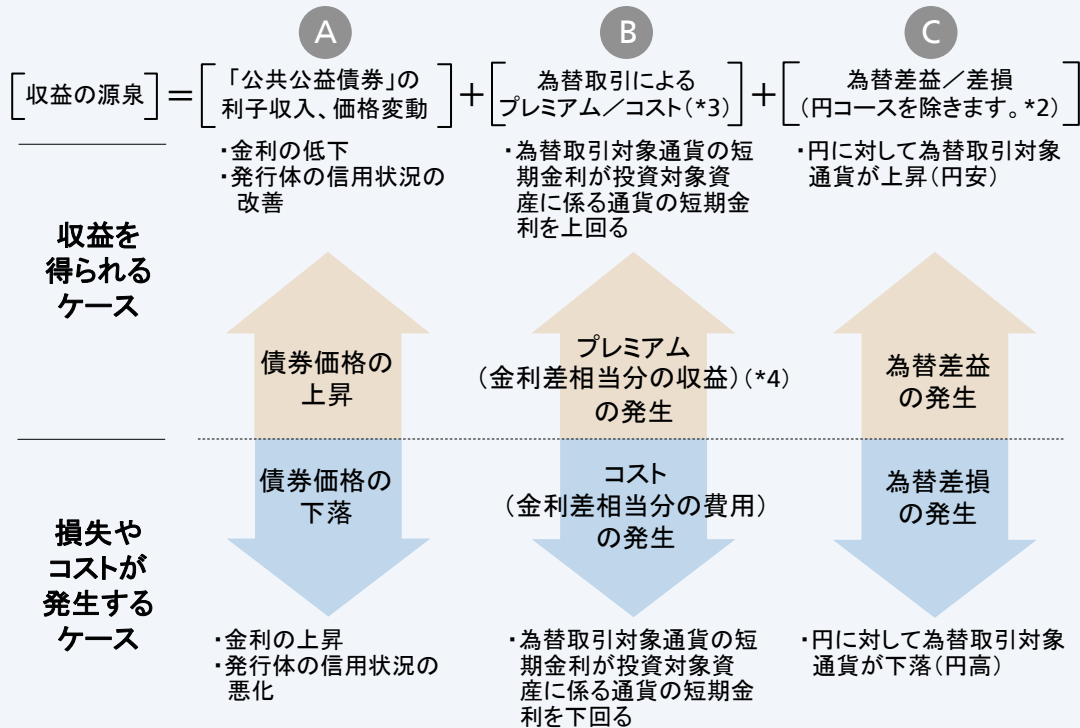 A
B
C
[収益の源泉]=[「公共公益債券」の
利子収入、価格変動]+[為替取引による
プレミアム/コスト(*3)]+[為替差益/差損
(円コースを除きます。*2)]
・金利の低下
・発行体の信用状況の
改善
・為替取引対象通貨の短
期金利が投資対象資
産に係る通貨の短期金
利を上回る
・円に対して為替取引対象
通貨が上昇(円安)
収益を
得られる
ケース
債券価格の
上昇
プレミアム
(金利差相当分の収益)(*4)
の発生
為替差益
の発生
債券価格の
下落
コスト
(金利差相当分の費用)
の発生
為替差損
の発生
損失や
コストが
発生する
ケース
・金利の上昇
・発行体の信用状況の
悪化
・為替取引対象通貨の短
期金利が投資対象資
産に係る通貨の短期金
利を下回る
・円に対して為替取引対象
通貨が下落(円高)